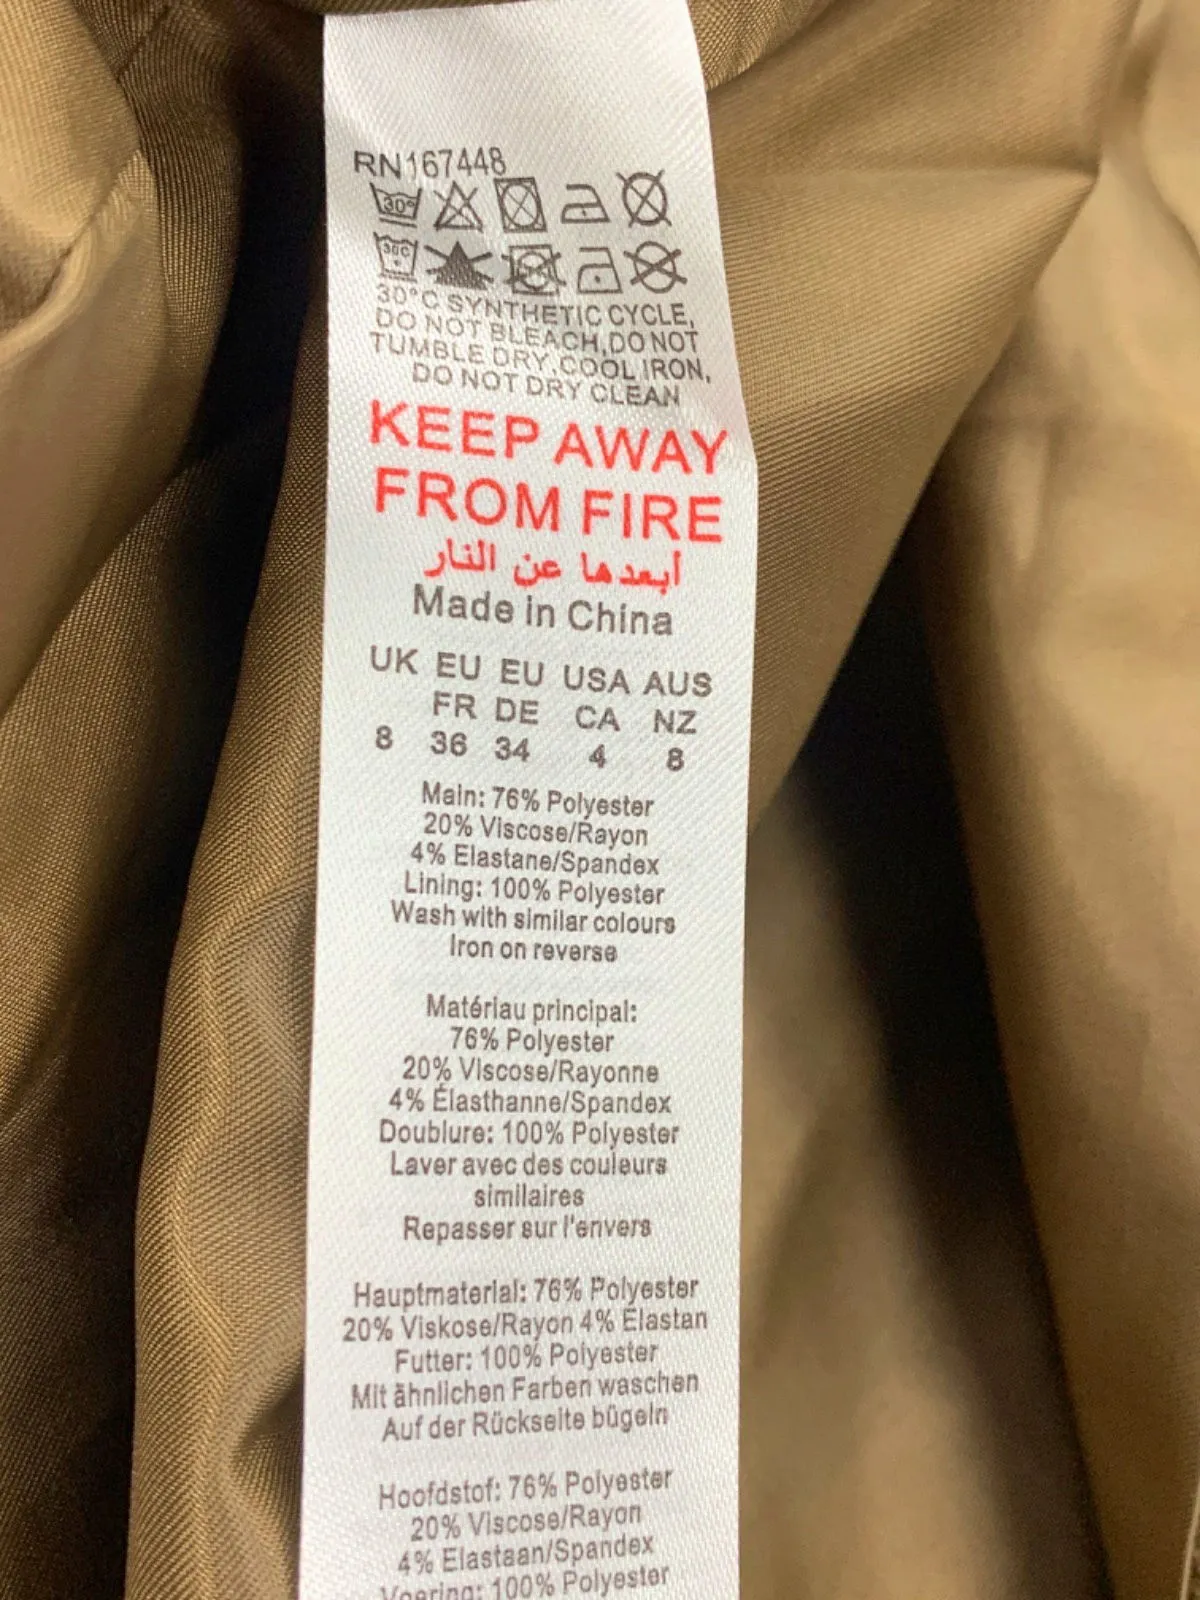 RN167448
30°
30C
30°C SYNTHETIC CYCLE,
DO NOT BLEACH,DO NOT
TUMBLE DRY,COOL IRON,
DO NOT DRY CLEAN
KEEP AWAY
FROM FIRE
أبعدها عن النار
Made in China
UK EU EU USA AUS
FR DE CA NZ
8 36 34 4 8
Main: 76% Polyester
20% Viscose/Rayon
4% Elastane/Spandex
Lining: 100% Polyester
Wash with similar colours
Iron on reverse
Matériau principal:
76% Polyester
20% Viscose/Rayonne
4% Élasthanne/Spandex
Doublure: 100% Polyester
Laver avec des couleurs
similaires
Repasser sur l'envers
Hauptmaterial: 76% Polyester
20% Viskose/Rayon 4% Elastan
Futter: 100% Polyester
Mit ähnlichen Farben waschen
Auf der Rückseite bügeln
Hoofdstof: 76% Polyester
20% Viscose/Rayon
4% Elastaan/Spandex
Voering: 100% Polyester